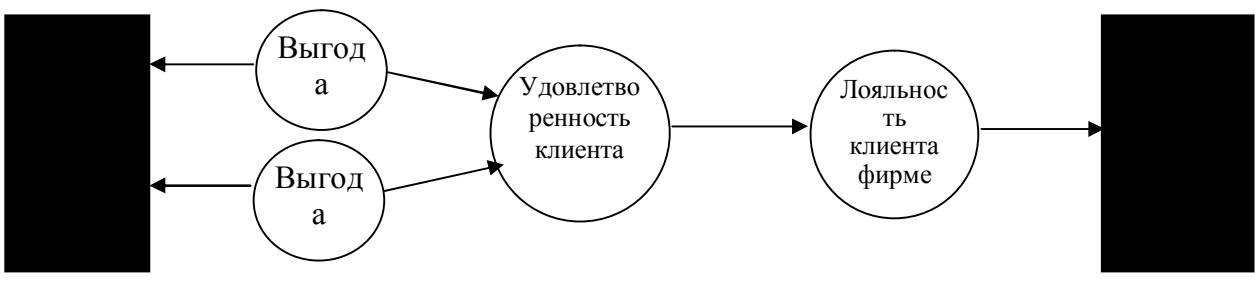 Выгод
а
Выгод
а
Удовлетво
ренность
клиента
Лояльнос
ть
клиента
фирме